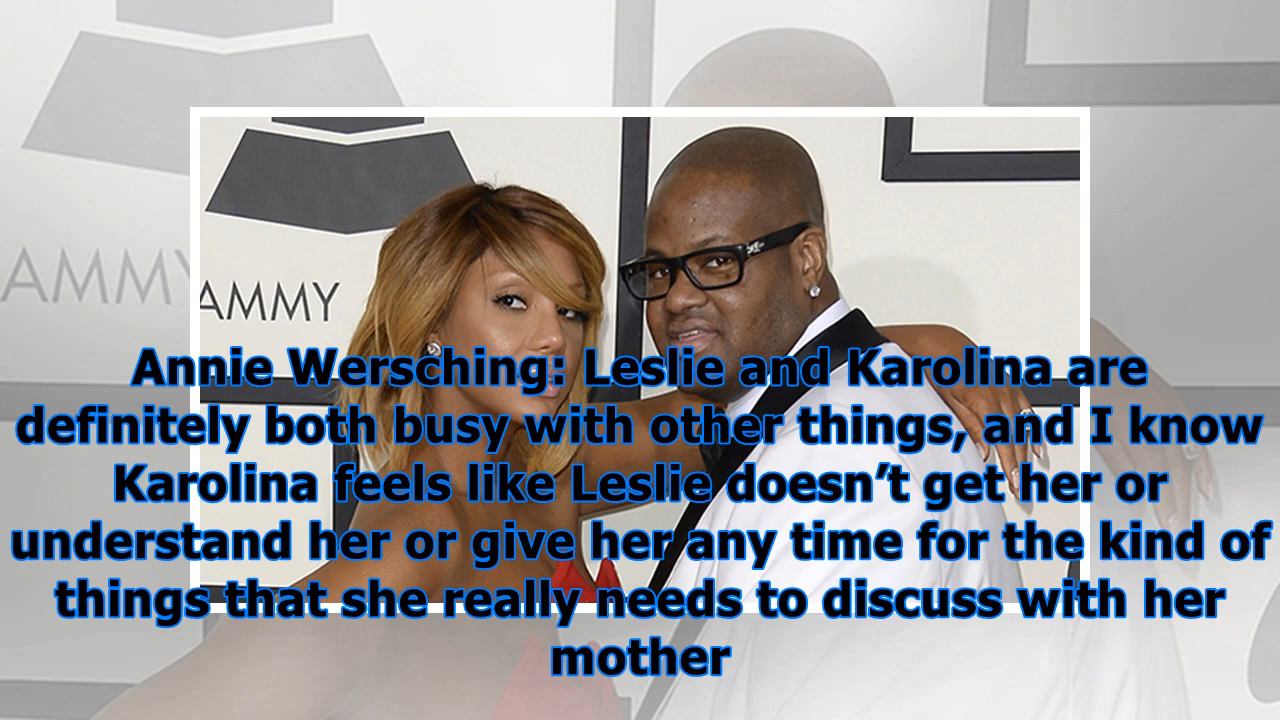 AMMY
AMMY
Annie Wersching: Leslie and Karolina are
definitely both busy with other things, and I know
Karolina feels like Leslie doesn’t get her or
understand her or give her any time for the kind of
things that she really needs to discuss with her
mother